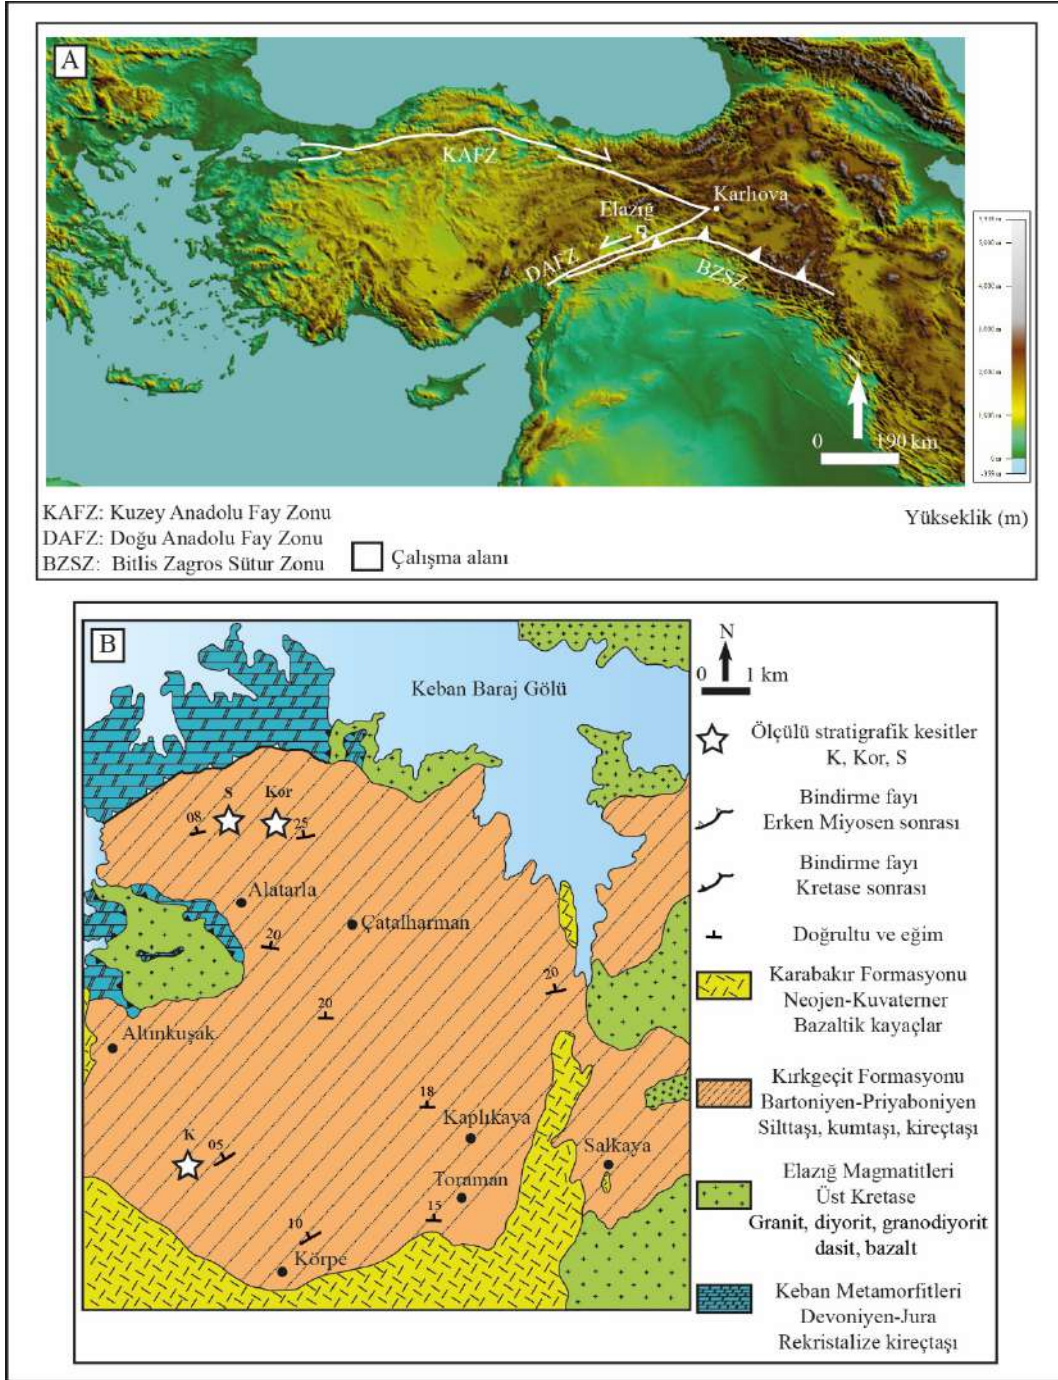 A
KAFZ
Karlıova
Elazığ
DAFZ
BZSZ
N
0 190 km
KAFZ: Kuzey Anadolu Fay Zonu
DAFZ: Doğu Anadolu Fay Zonu
BZSZ: Bitlis Zagros Sütur Zonu
Çalışma alanı
Yükseklik (m)
B
Keban Baraj Gölü
S
Kor
08
25
Alatarla
Çatalharman
20
20
20
Altınkuşak
18
Kaplıkaya
K
05
Salkaya
Toraman
15
10
Körpe
N
0 1 km
Ölçülü stratigrafik kesitler
K, Kor, S
Bindirme fayı
Erken Miyosen sonrası
Bindirme fayı
Kretase sonrası
Doğrultu ve eğim
Karabakır Formasyonu
Neojen-Kuvaterner
Bazaltik kayaçlar
Kırkgeçit Formasyonu
Bartoniyen-Priyaboniyen
Silttaşı, kumtaşı, kireçtaşı
Elazığ Magmatitleri
Üst Kretase
Granit, diyorit, granodiyorit
dasit, bazalt
Keban Metamorfitleri
Devoniyen-Jura
Rekristalize kireçtaşı